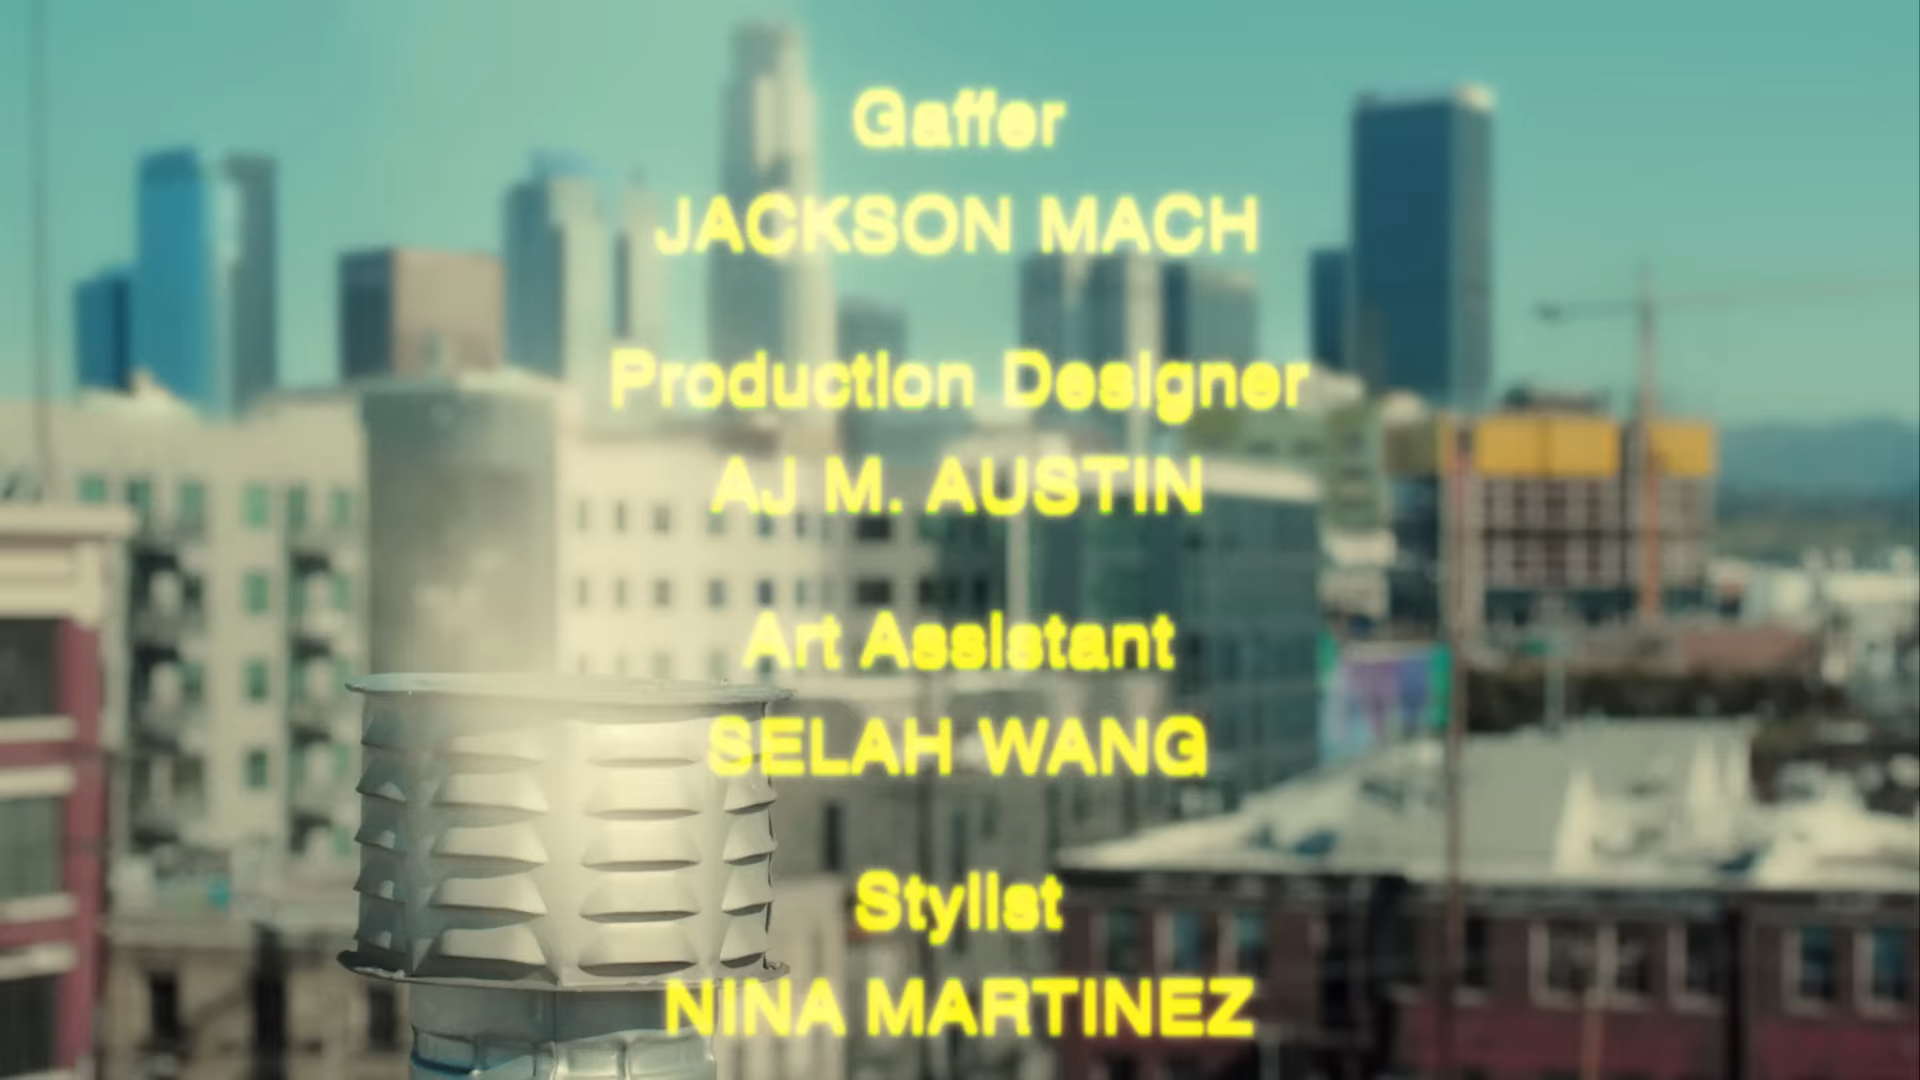 Gaffer
JACKSON MACH
Production Designer
AJ M. AUSTIN
Art Assistant
SELAH WANG
Stylist
NINA MARTINEZ